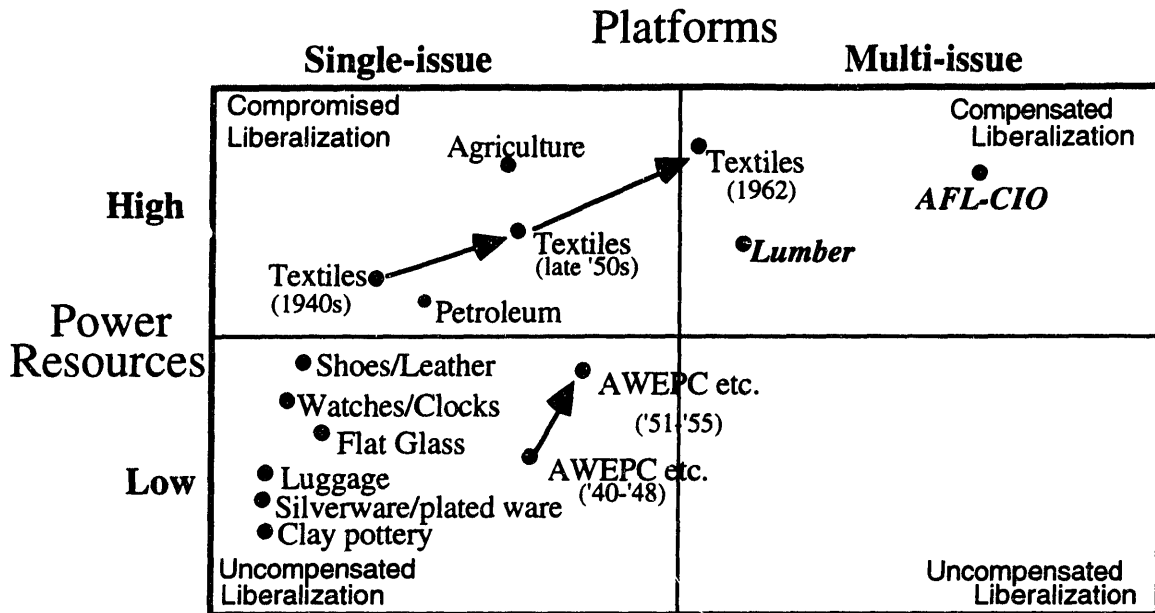 Platforms
Single-issue
Multi-issue
Compromised
Liberalization
Compensated
Liberalization
Agriculture
Textiles
(1962)
AFL-CIO
High
Textiles
(late '50s)
Lumber
Textiles
(1940s)
Petroleum
Power
Resources
Shoes/Leather
AWEPC etc.
('51-'55)
Watches/Clocks
Flat Glass
Low
Luggage
AWEPC etc.
('40-'48)
Silverware/plated ware
Clay pottery
Uncompensated
Liberalization
Uncompensated
Liberalization